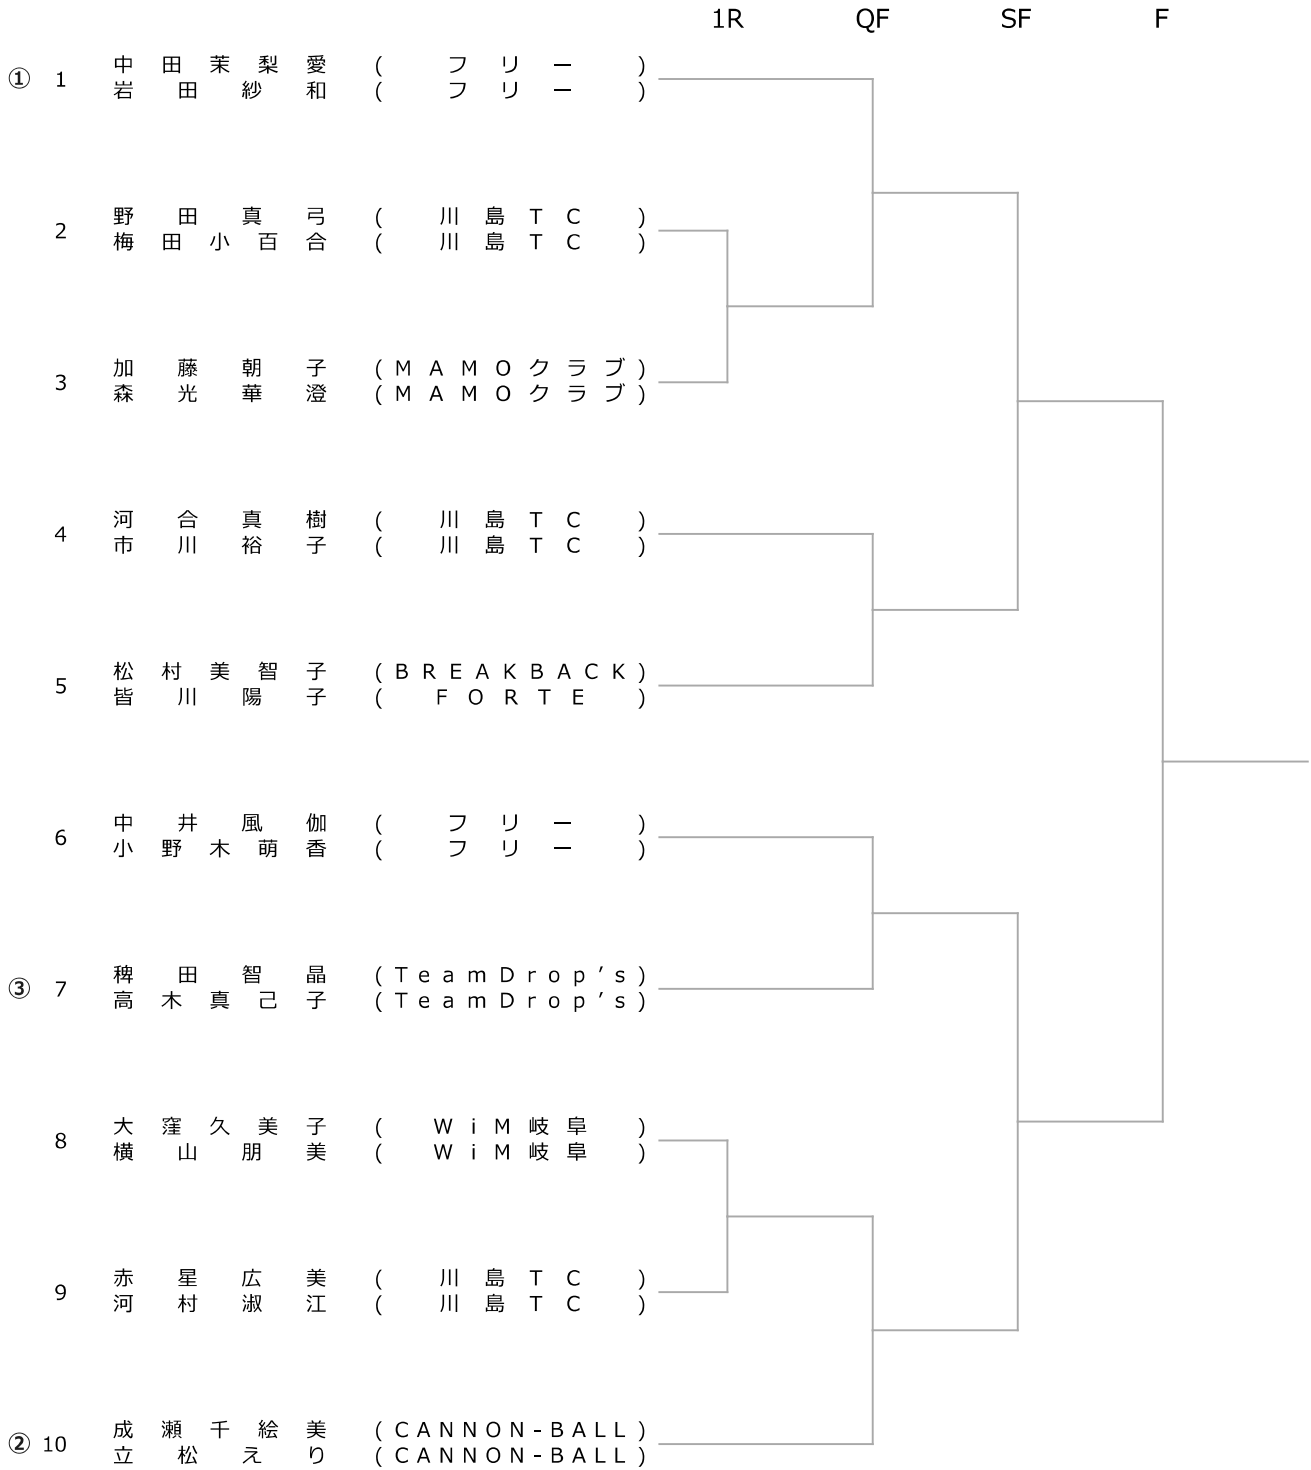 1R QF SF F
中田茉梨愛 ( フリー )
① 1
岩田紗和 ( フリー )
野田真弓 ( 川島TC )
2
梅田小百合 ( 川島TC )
加藤朝子 (MAMOクラブ)
3
森光華澄 (MAMOクラブ)
河合真樹 ( 川島TC )
4
市川裕子 ( 川島TC )
松村美智子 (BREAKBACK)
5
皆川陽子 ( FORTE )
中井風伽 ( フリー )
6
小野木萌香 ( フリー )
稗田智晶 (TeamDrop's)
③ 7
高木真己子 (TeamDrop's)
大窪久美子 ( WiM岐阜 )
8
横山朋美 ( WiM岐阜 )
赤星広美 ( 川島TC )
9
河村淑江 ( 川島TC )
成瀬千絵美 (CANNON-BALL)
② 10
立松えり (CANNON-BALL)